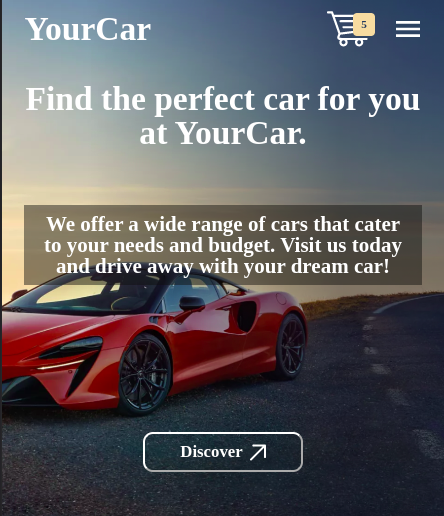 YourCar
5
Find the perfect car for you
at YourCar.
We offer a wide range of cars that cater
to your needs and budget. Visit us today
and drive away with your dream car!
Discover